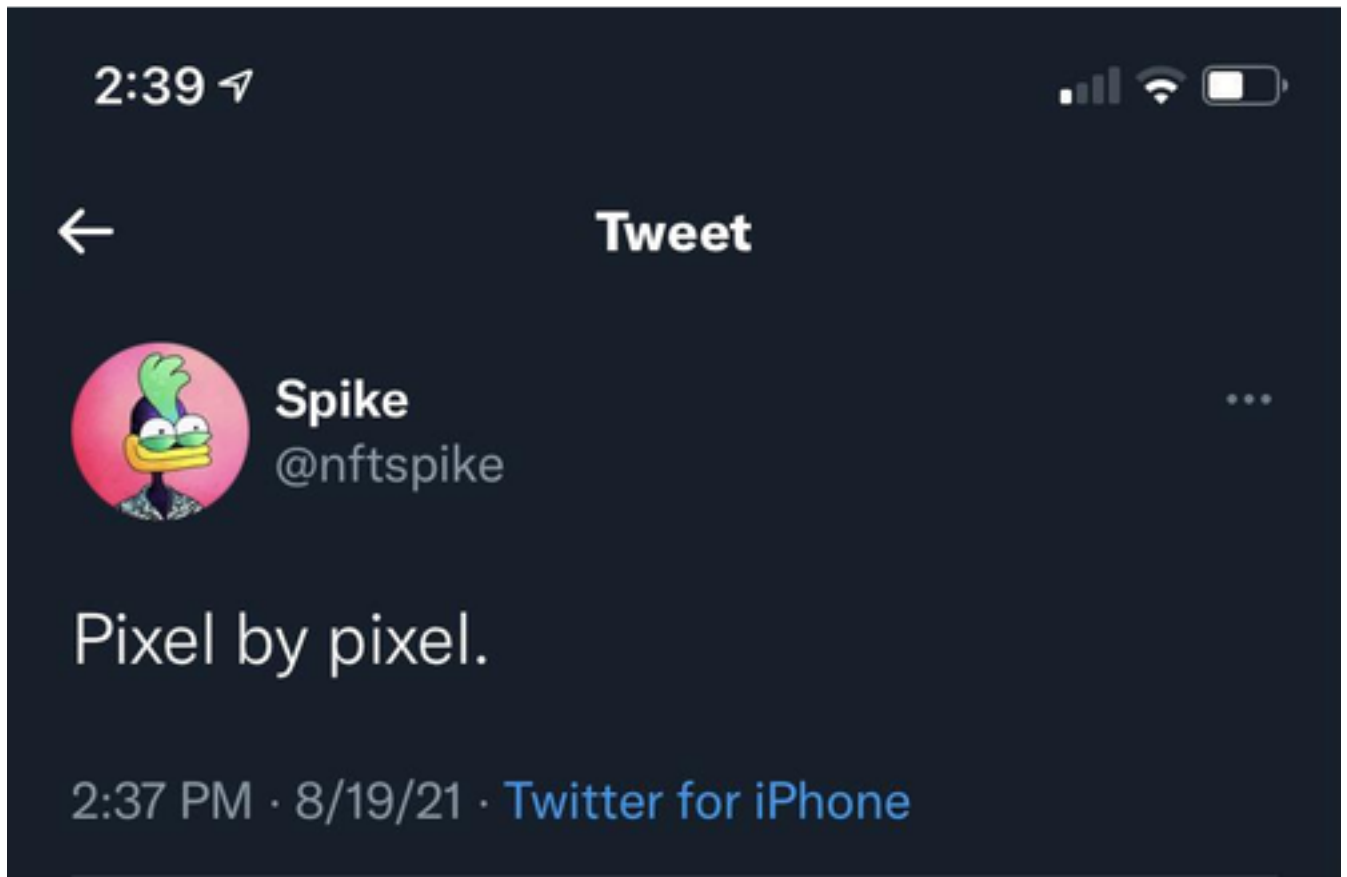 2:39
Tweet
Spike
@nftspike
Pixel by pixel.
2:37 PM · 8/19/21 · Twitter for iPhone